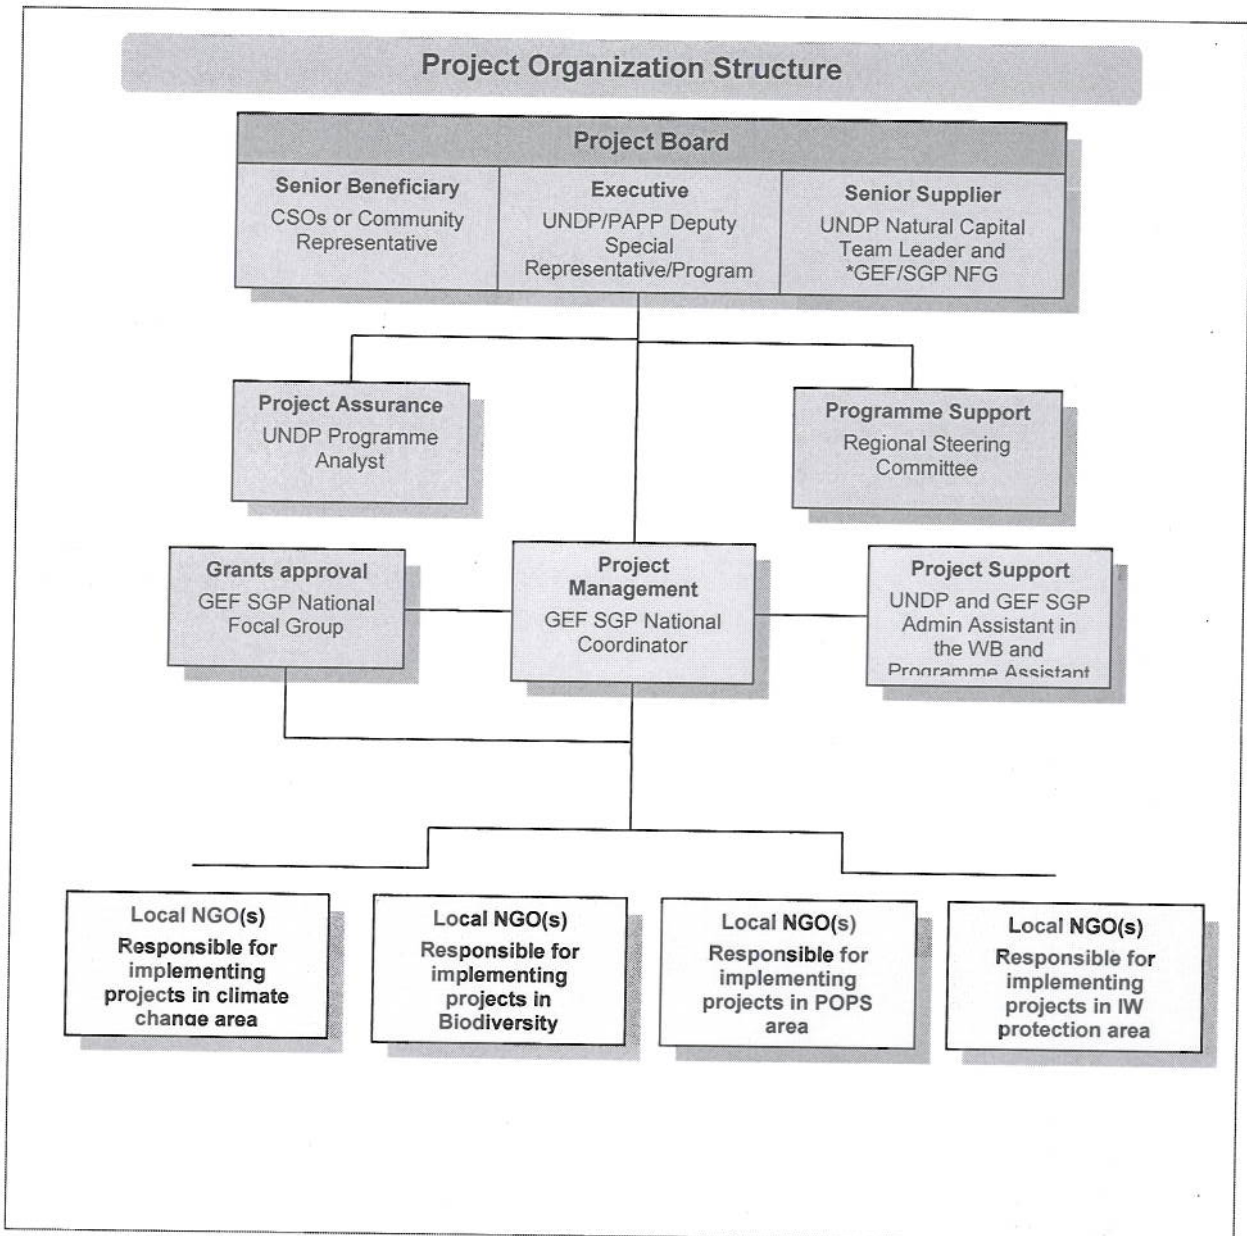 Project Organization Structure
Project Board
Senior Beneficiary
CSOs or Community
Representative
Executive
UNDP/PAPP Deputy
Special
Representative/Program
Senior Supplier
UNDP Natural Capital
Team Leader and
*GEF/SGP NFG
Project Assurance
UNDP Programme
Analyst
Programme Support
Regional Steering
Committee
Grants approval
GEF SGP National
Focal Group
Project
Management
GEF SGP National
Coordinator
Project Support
UNDP and GEF SGP
Admin Assistant in
the WB and
Programme Assistant
Local NGO(s)
Responsible for
implementing
projects in climate
change area
Local NGO(s)
Responsible for
implementing
projects in
Biodiversity
Local NGO(s)
Responsible for
implementing
projects in POPS
area
Local NGO(s)
Responsible for
implementing
projects in IW
protection area